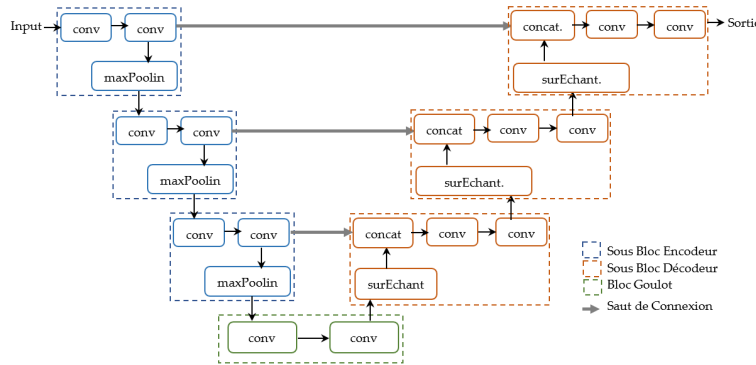 Input
conv
conv
concat.
conv
conv
Sortie
maxPoolin
surEchant.
conv
conv
concat
conv
conv
maxPoolin
surEchant.
conv
conv
concat
conv
conv
maxPoolin
surEchant
conv
conv
Sous Bloc Encodeur
Sous Bloc Décodeur
Bloc Goulot
Saut de Connexion